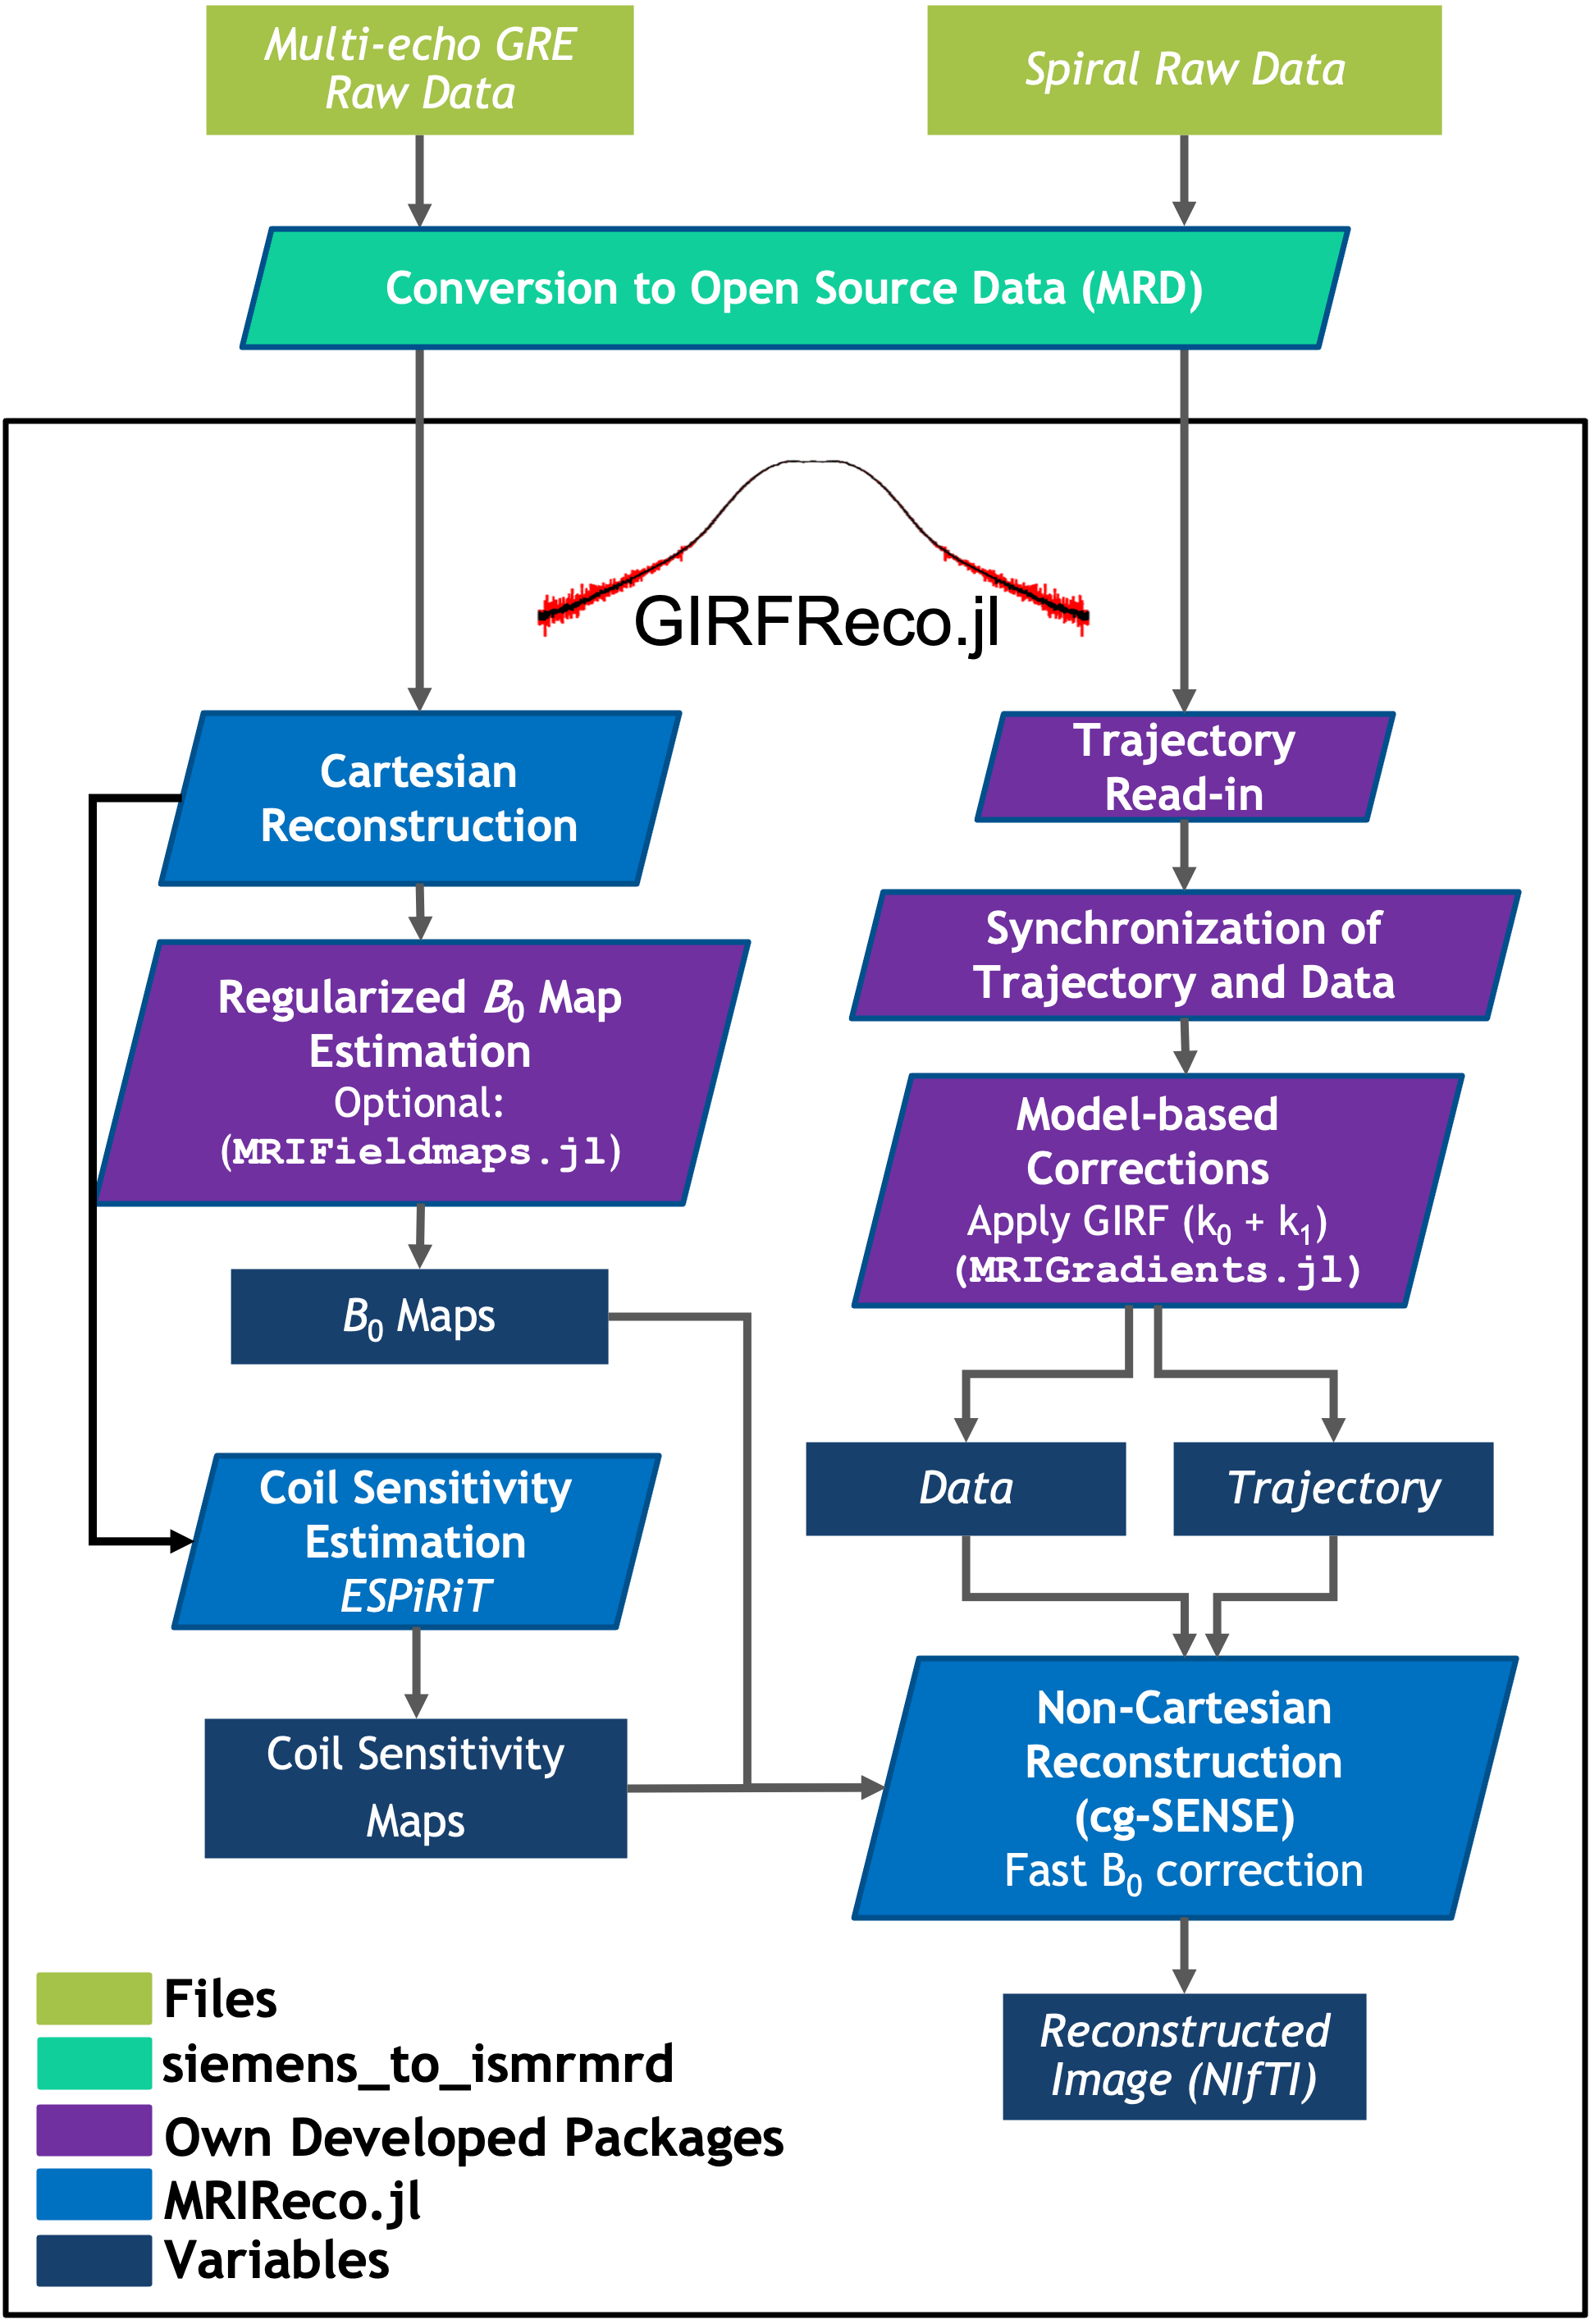 Multi-echo GRE
Raw Data
Spiral Raw Data
Conversion to Open Source Data (MRD)
GIRFReco.jl
Cartesian
Reconstruction
Regularized B₀ Map
Estimation
Optional:
(MRIFieldmaps.jl)
B₀ Maps
Coil Sensitivity
Estimation
ESPiRiT
Coil Sensitivity
Maps
Trajectory
Read-in
Synchronization of
Trajectory and Data
Model-based
Corrections
Apply GIRF (k₀ + k₁)
(MRIGradients.jl)
Data
Trajectory
Non-Cartesian
Reconstruction
(cg-SENSE)
Fast B₀ correction
Reconstructed
Image (NIfTI)
Files
siemens_to_ismrmrd
Own Developed Packages
MRIReco.jl
Variables